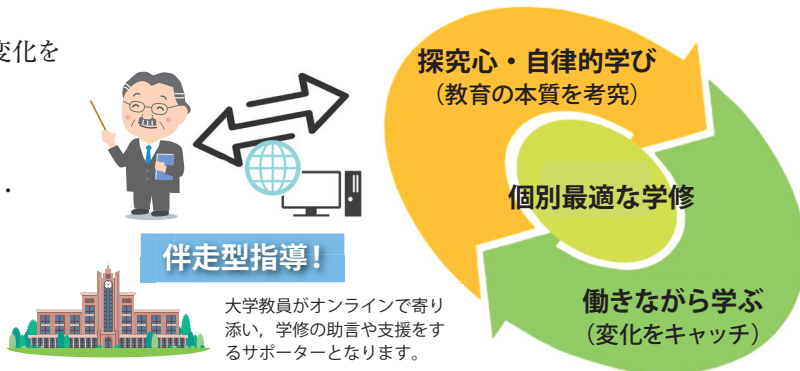 変化を
・
伴走型指導！
大学教員がオンラインで寄り
添い，学修の助言や支援をす
るサポーターとなります。
探究心・自律的学び
（教育の本質を考究）
個別最適な学修
働きながら学ぶ
（変化をキャッチ）